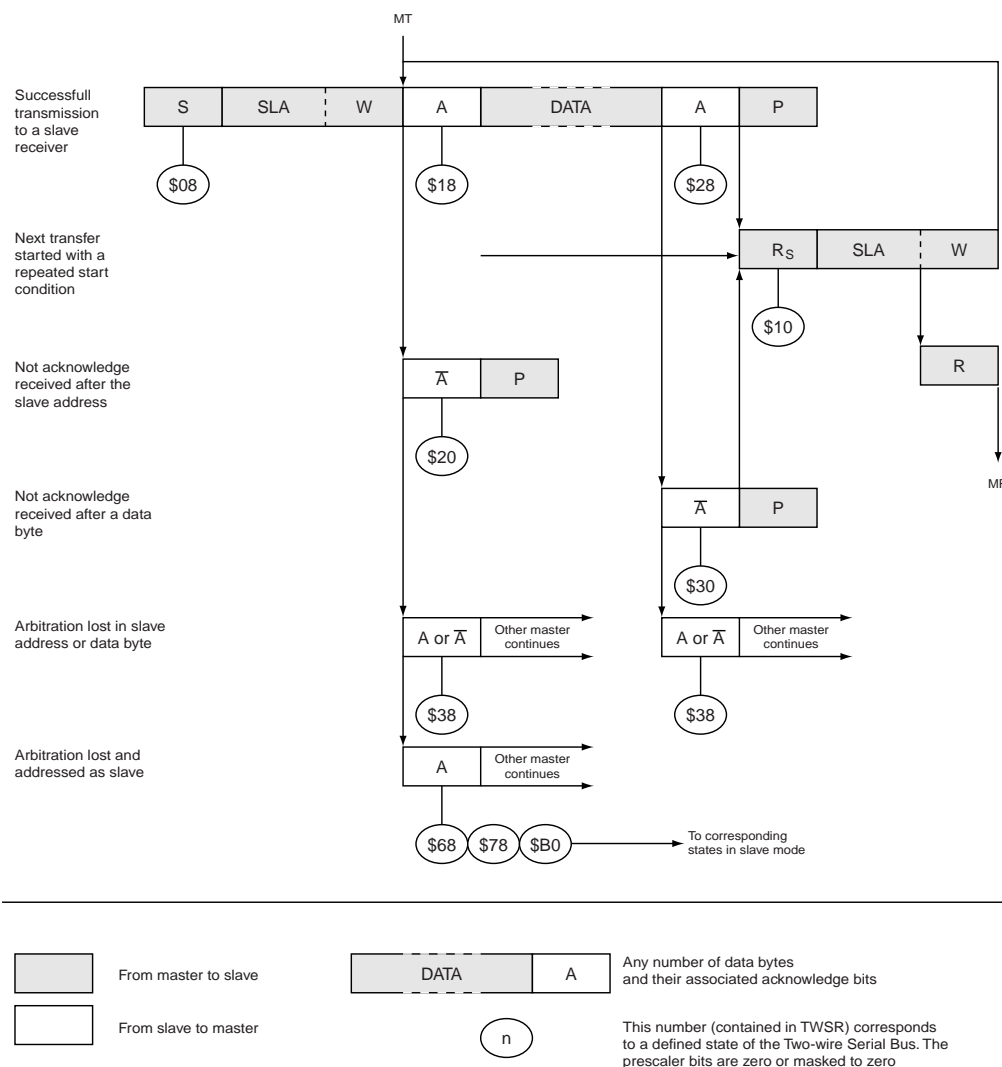 MT
Successfull
transmission
to a slave
receiver
S SLA W A DATA A P
$08 $18 $28
Next transfer
started with a
repeated start
condition
RS SLA W
$10
Not acknowledge
received after the
slave address
A̅ P
R
$20
MR
Not acknowledge
received after a data
byte
A̅ P
$30
Arbitration lost in slave
address or data byte
A or A̅ Other master
continues
A or A̅ Other master
continues
$38 $38
Arbitration lost and
addressed as slave
A Other master
continues
$68 $78 $B0 To corresponding
states in slave mode
From master to slave
DATA A
Any number of data bytes
and their associated acknowledge bits
From slave to master
n
This number (contained in TWSR) corresponds
to a defined state of the Two-wire Serial Bus. The
prescaler bits are zero or masked to zero